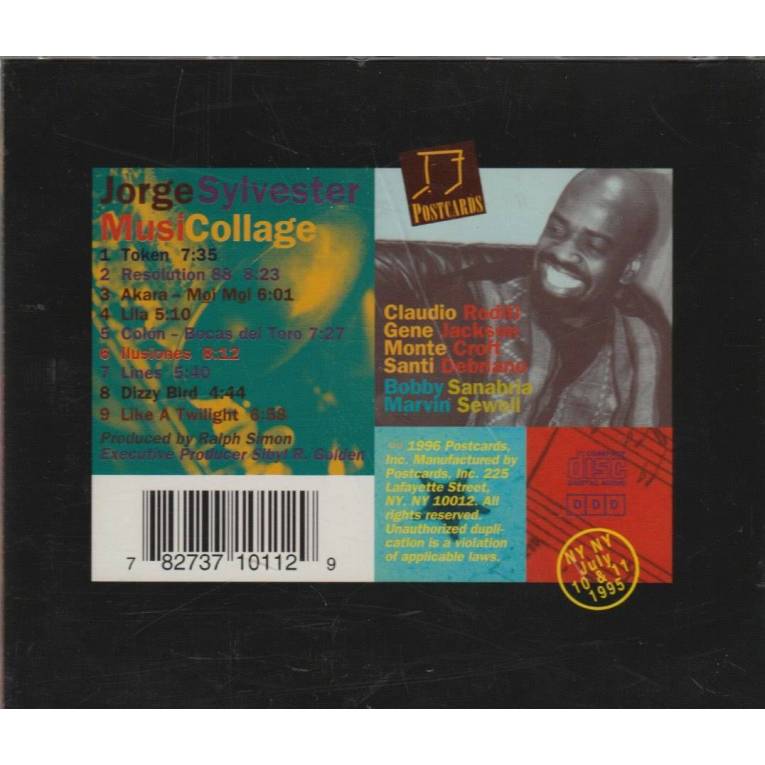 Jorge Sylvester
MusiCollage
1 Token 7:35
2 Resolution 88 8:23
3 Akara – Moi Moi 6:01
4 Lila 5:10
5 Colón – Bocas del Toro 7:27
6 Ilusiones 8:12
7 Lines 5:40
8 Dizzy Bird 4:44
9 Like A Twilight 6:58
Produced by Ralph Simon
Executive Producer Sibyl R. Golden
7 82737 10112 9
POSTCARDS
Claudio Roditi
Gene Jackson
Monte Croft
Santi Debriano
Bobby Sanabria
Marvin Sewell
1996 Postcards,
Inc. Manufactured by
Postcards, Inc. 225
Lafayette Street,
NY, NY 10012. All
rights reserved.
Unauthorized dupli-
cation is a violation
of applicable laws.
COMPACT
DISC
DIGITAL AUDIO
DDD
NY NY
July
10 & 11
1995